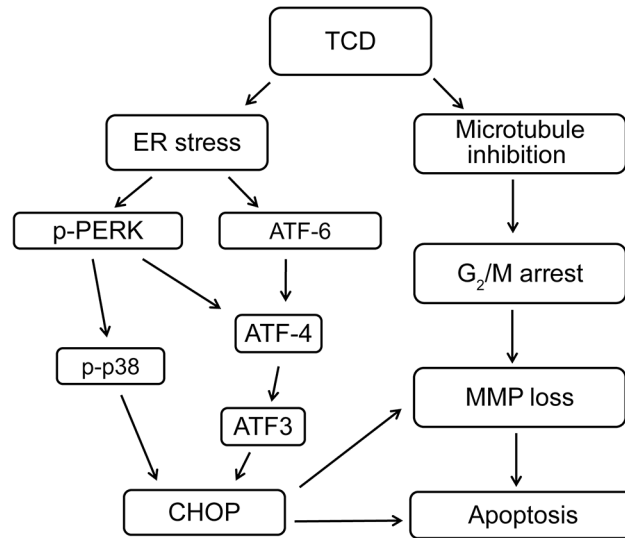 TCD
ER stress
Microtubule
inhibition
p-PERK
ATF-6
G₂/M arrest
ATF-4
p-p38
MMP loss
ATF3
CHOP
Apoptosis